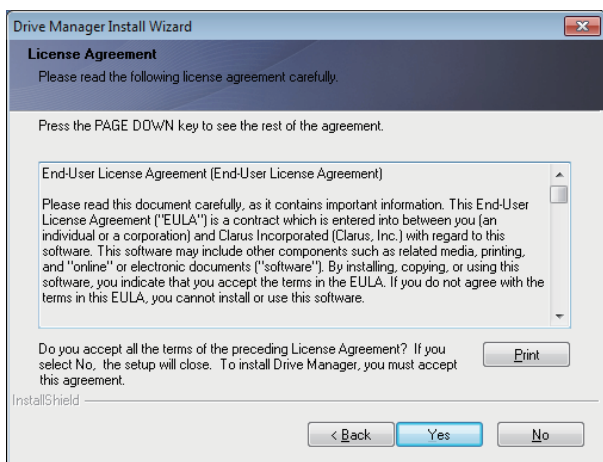 Drive Manager Install Wizard
License Agreement
Please read the following license agreement carefully.
Press the PAGE DOWN key to see the rest of the agreement.
End-User License Agreement (End-User License Agreement)
Please read this document carefully, as it contains important information. This End-User
License Agreement ("EULA") is a contract which is entered into between you (an
individual or a corporation) and Clarus Incorporated (Clarus, Inc.) with regard to this
software. This software may include other components such as related media, printing,
and "online" or electronic documents ("software"). By installing, copying, or using this
software, you indicate that you accept the terms in the EULA. If you do not agree with the
terms in this EULA, you cannot install or use this software.
Do you accept all the terms of the preceding License Agreement? If you
select No, the setup will close. To install Drive Manager, you must accept
this agreement.
Print
InstallShield
< Back
Yes
No